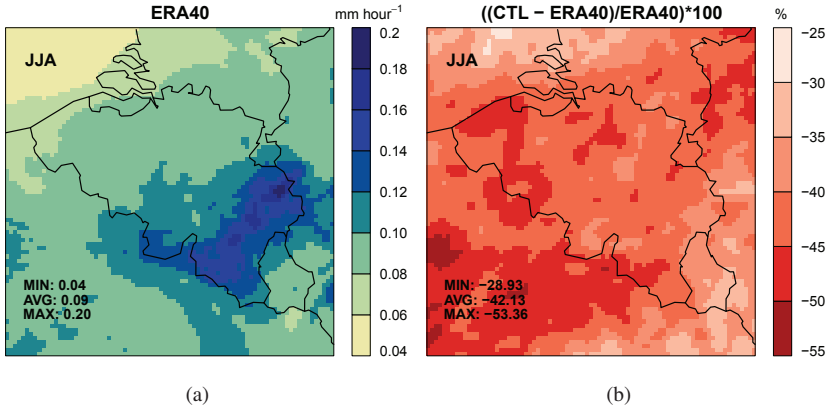 ERA40
mm hour−1
JJA
MIN: 0.04
AVG: 0.09
MAX: 0.20
0.2
0.18
0.16
0.14
0.12
0.10
0.08
0.06
0.04
(a)
((CTL − ERA40)/ERA40)*100
%
JJA
MIN: −28.93
AVG: −42.13
MAX: −53.36
−25
−30
−35
−40
−45
−50
−55
(b)